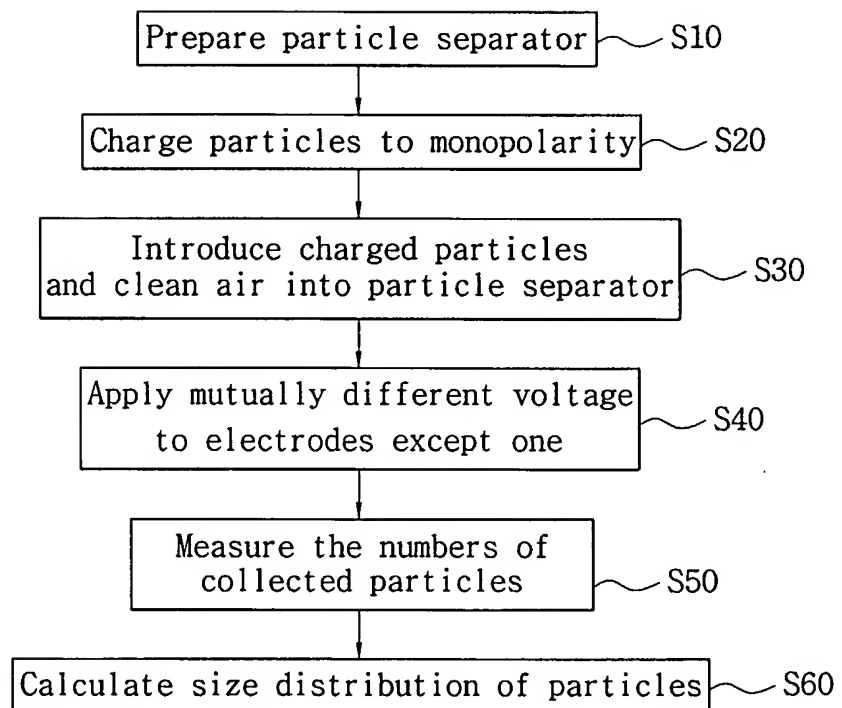 Prepare particle separator
S10
Charge particles to monopolarity
S20
Introduce charged particles
and clean air into particle separator
S30
Apply mutually different voltage
to electrodes except one
S40
Measure the numbers of
collected particles
S50
Calculate size distribution of particles
S60